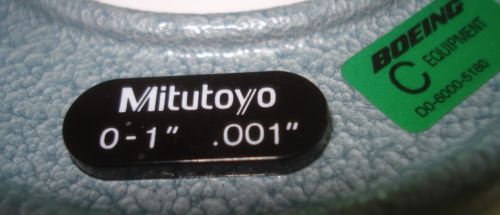 Mitutoyo
0-1" .001"
BOEING
C EQUIPMENT
D0-6000-5180